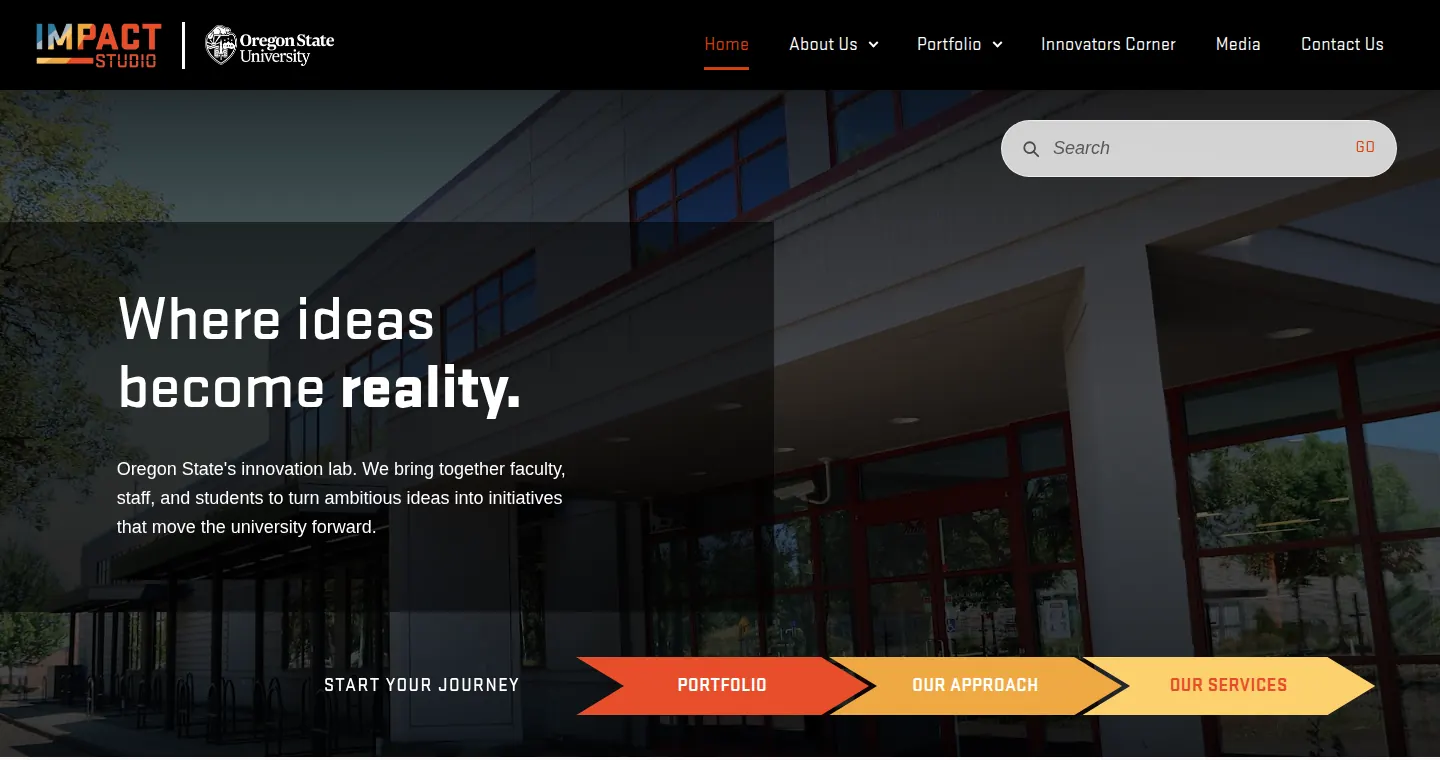 IMPACT
STUDIO
Oregon State
University
Home
About Us
Portfolio
Innovators Corner
Media
Contact Us
Search
GO
Where ideas
become reality.
Oregon State's innovation lab. We bring together faculty,
staff, and students to turn ambitious ideas into initiatives
that move the university forward.
START YOUR JOURNEY
PORTFOLIO
OUR APPROACH
OUR SERVICES